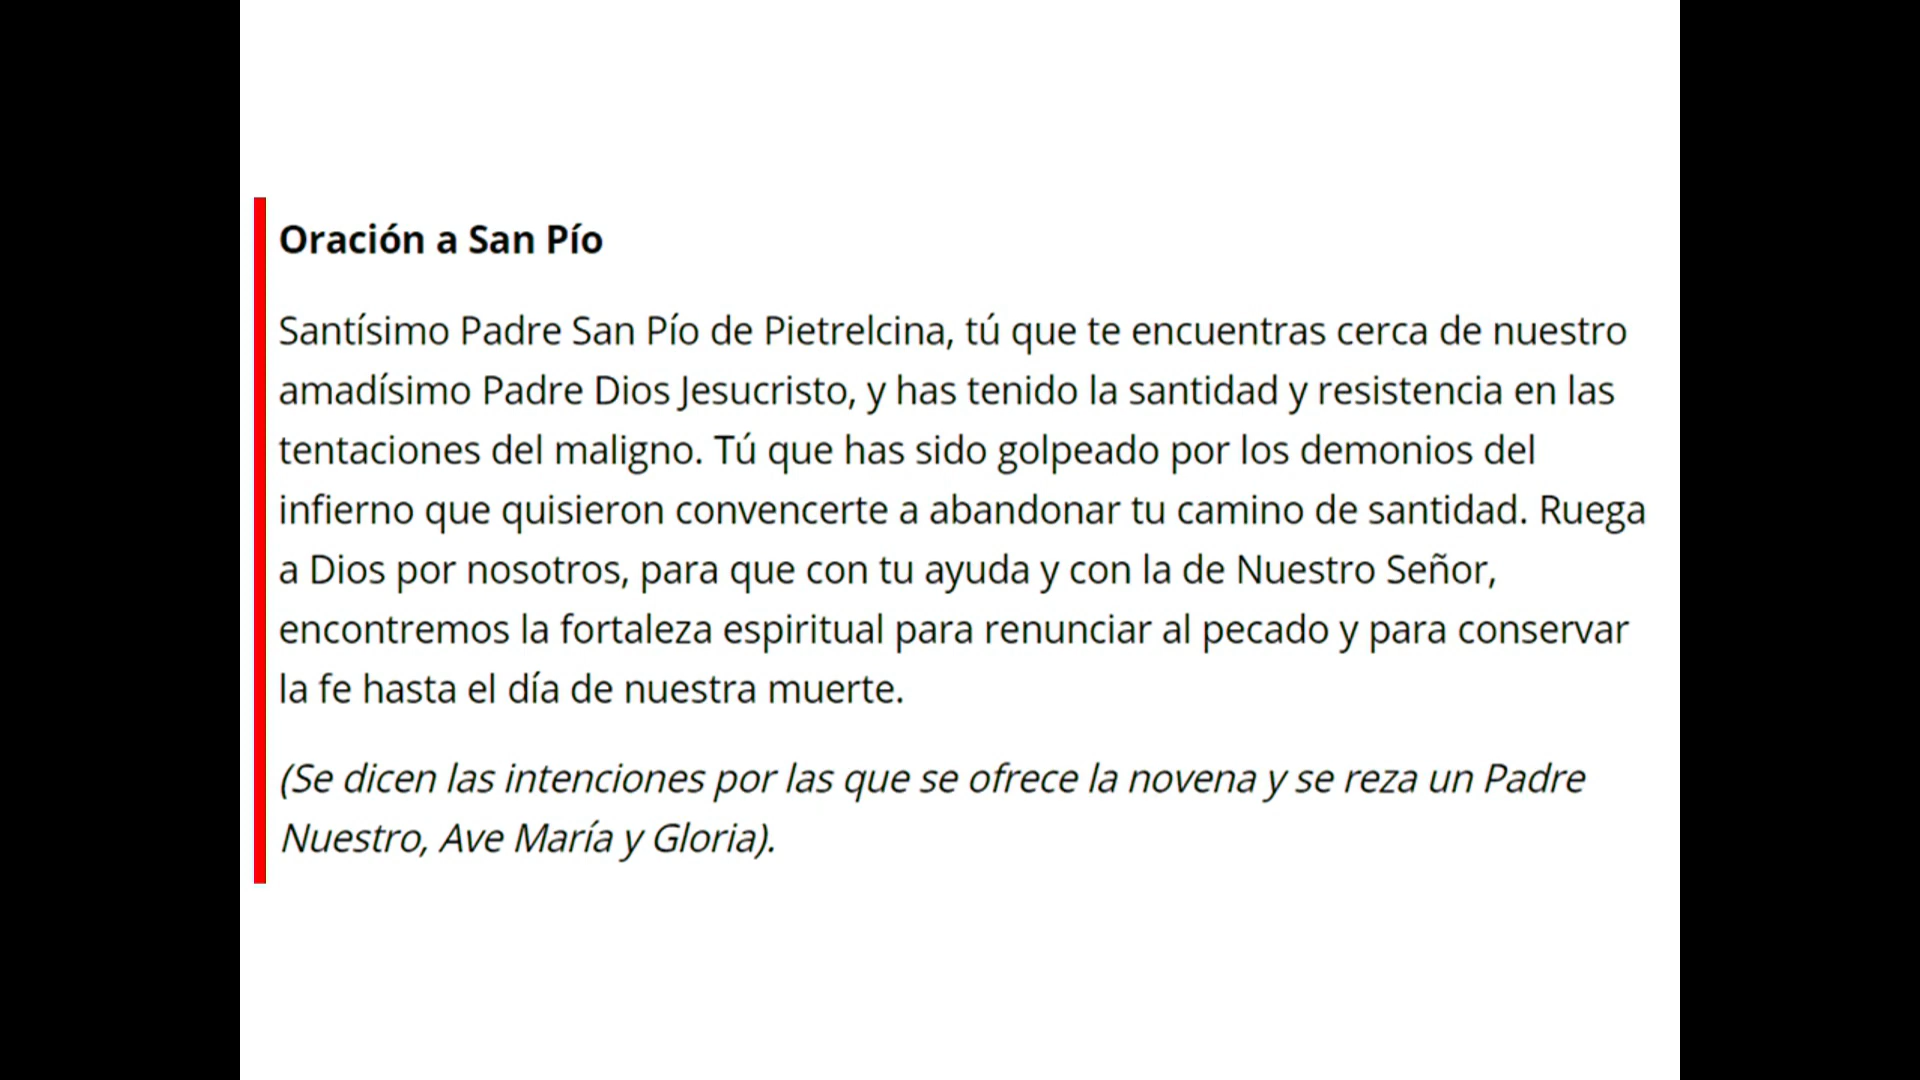 Oración a San Pío
Santísimo Padre San Pío de Pietrelcina, tú que te encuentras cerca de nuestro
amadísimo Padre Dios Jesucristo, y has tenido la santidad y resistencia en las
tentaciones del maligno. Tú que has sido golpeado por los demonios del
infierno que quisieron convencerte a abandonar tu camino de santidad. Ruega
a Dios por nosotros, para que con tu ayuda y con la de Nuestro Señor,
encontremos la fortaleza espiritual para renunciar al pecado y para conservar
la fe hasta el día de nuestra muerte.
(Se dicen las intenciones por las que se ofrece la novena y se reza un Padre
Nuestro, Ave María y Gloria).